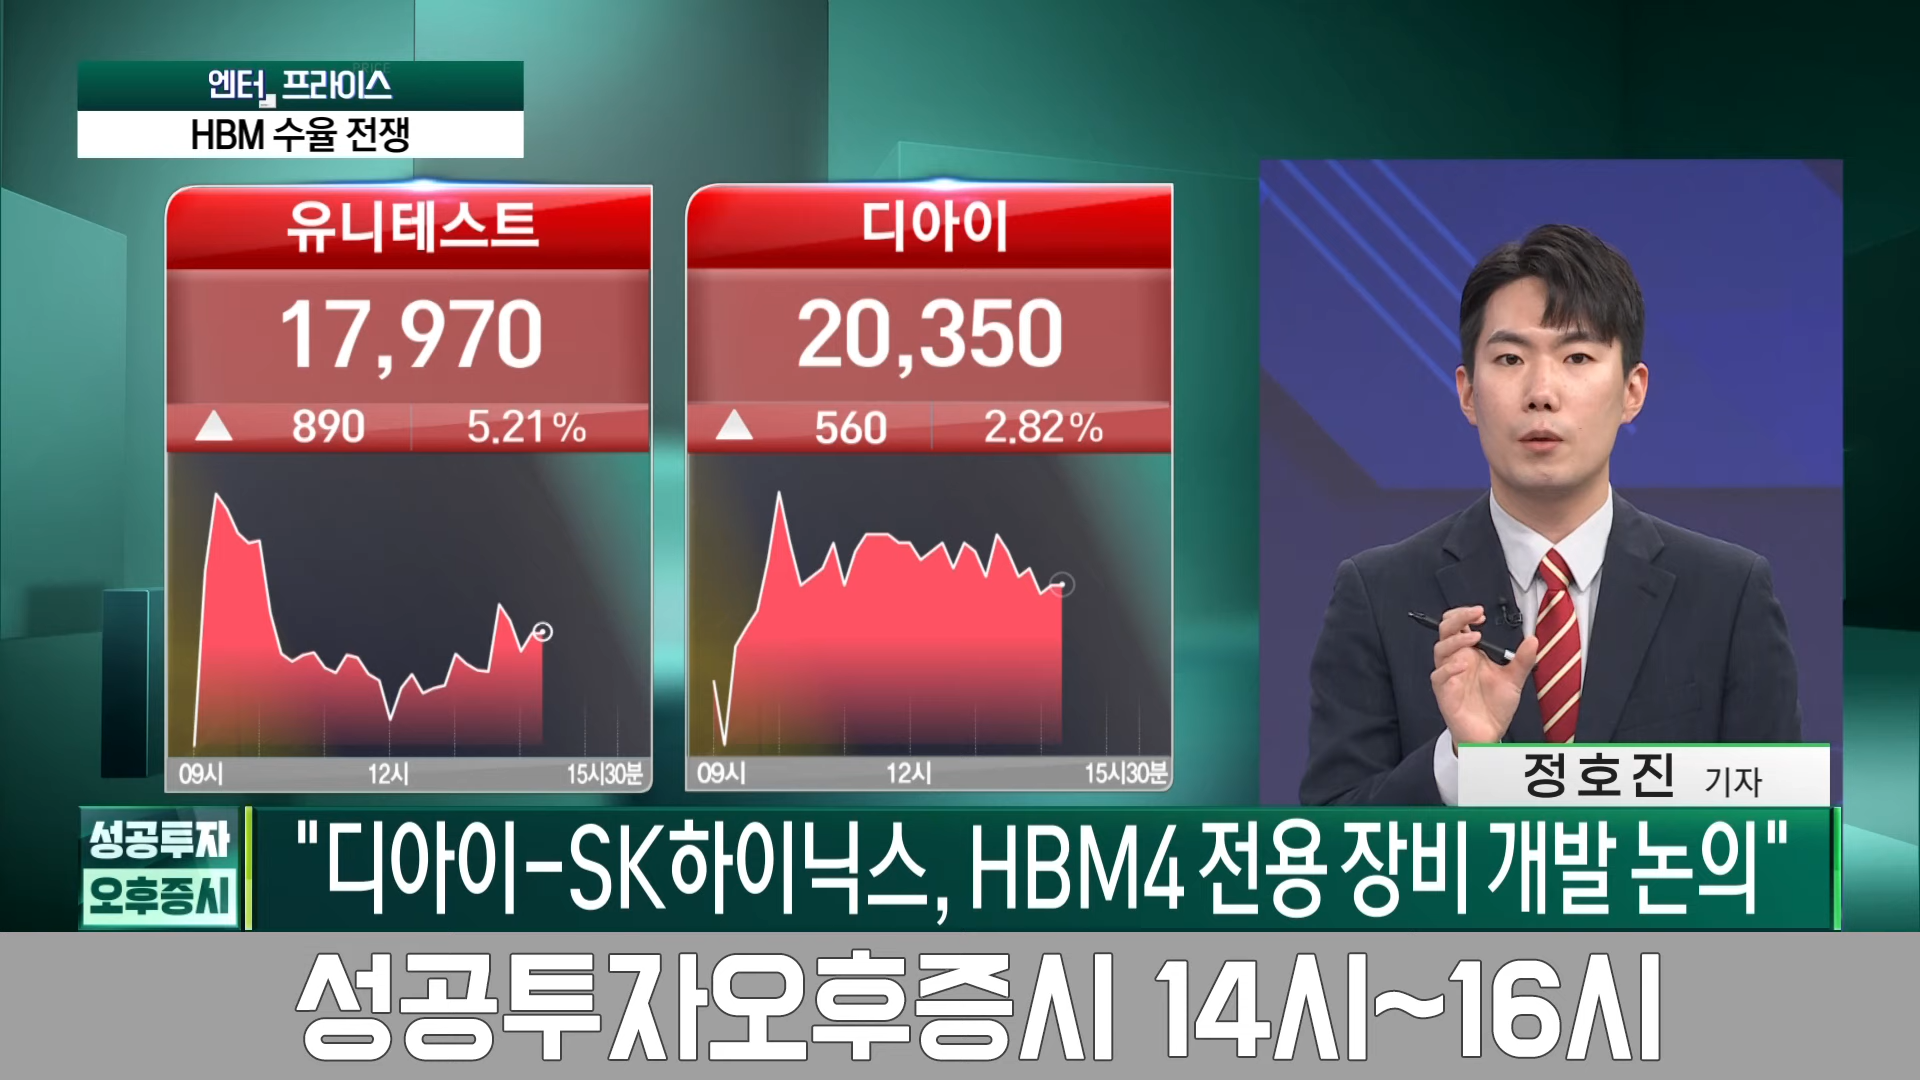 PRICE
엔터 프라이스
HBM 수율 전쟁
유니테스트
17,970
▲ 890 5.21%
09시 12시 15시30분
디아이
20,350
▲ 560 2.82%
09시 12시 15시30분
정호진 기자
성공투자
오후증시
"디아이-SK하이닉스, HBM4 전용 장비 개발 논의"
성공투자오후증시 14시~16시